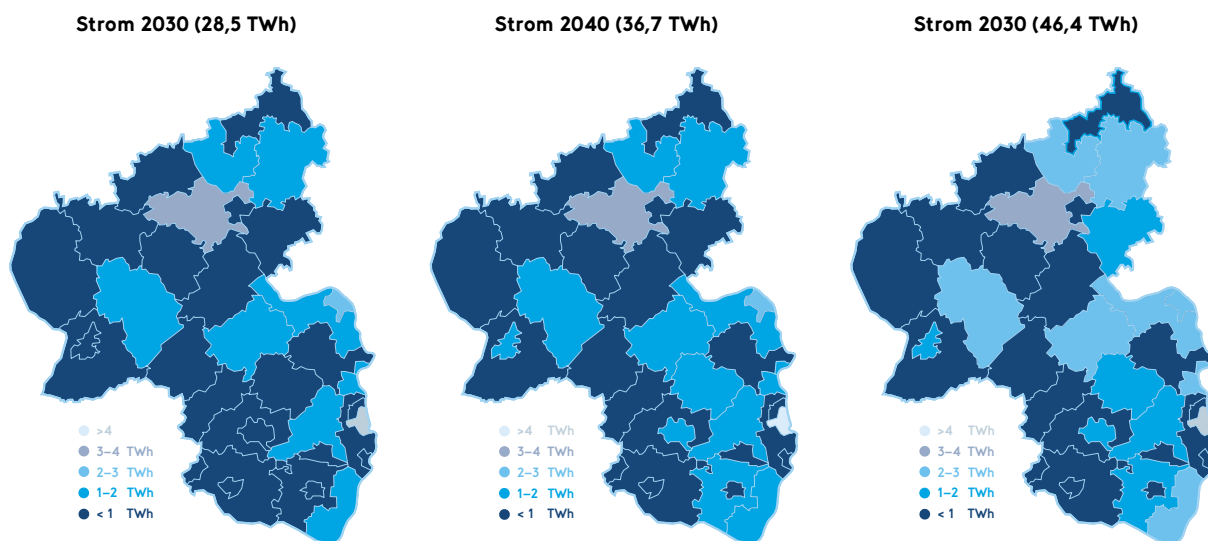 Strom 2030 (28,5 TWh)
Strom 2040 (36,7 TWh)
Strom 2030 (46,4 TWh)
>4
3–4 TWh
2–3 TWh
1–2 TWh
< 1 TWh
>4 TWh
3–4 TWh
2–3 TWh
1–2 TWh
< 1 TWh
>4 TWh
3–4 TWh
2–3 TWh
1–2 TWh
< 1 TWh